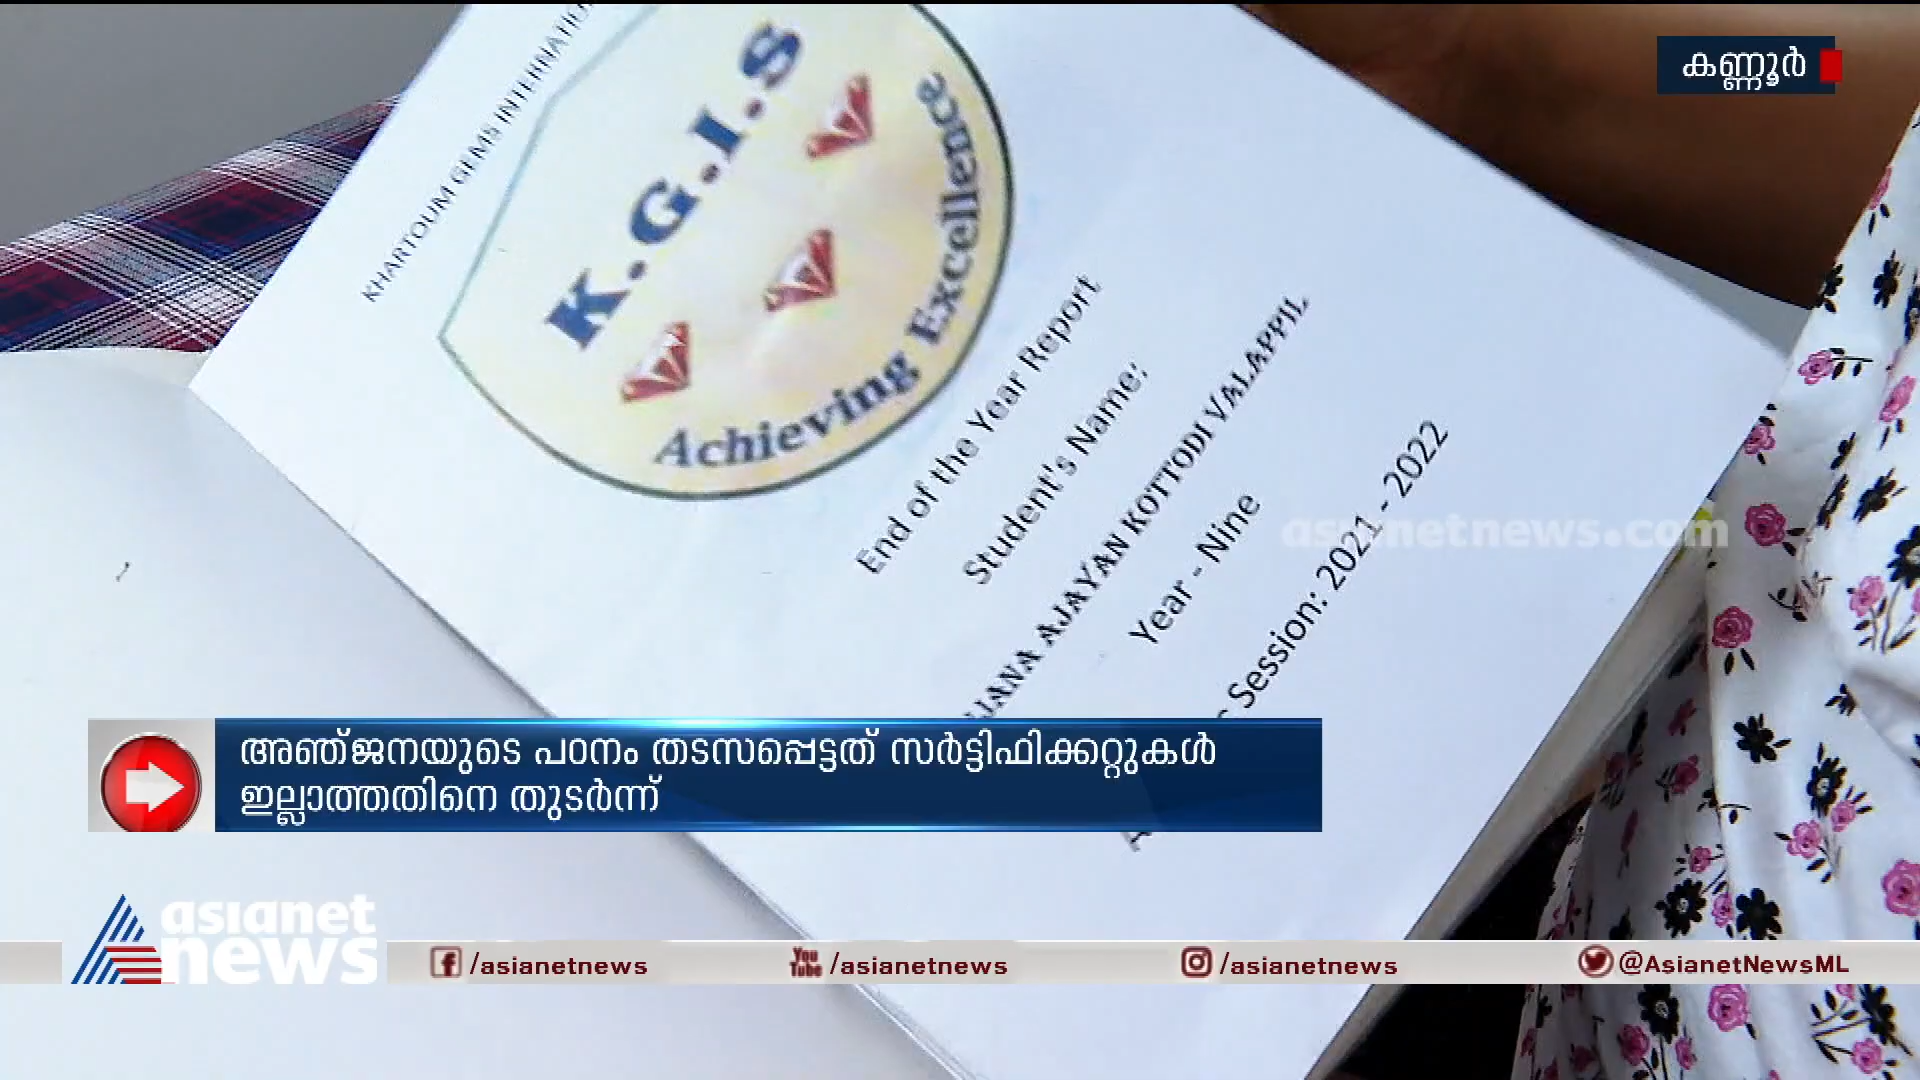 കണ്ണൂർ
KHARTOUM GEMS
K.G.I.S
Achieving Excellence
End of the Year Report
Student's Name:
AJAYAN KOTTODI VALAPPIL
Year - Nine
Session: 2021 - 2022
asianetnews.com
അഞ്ജനയുടെ പഠനം തടസപ്പെട്ടത് സർട്ടിഫിക്കറ്റുകൾ
ഇല്ലാത്തതിനെ തുടർന്ന്
asianet
news
/asianetnews
You
Tube
/asianetnews
/asianetnews
@AsianetNewsML